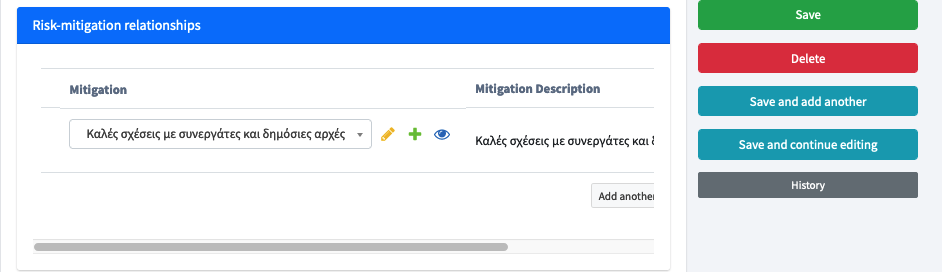 Risk-mitigation relationships
Mitigation
Mitigation Description
Καλές σχέσεις με συνεργάτες και δημόσιες αρχές
Καλές σχέσεις με συνεργάτες και
Add another
Save
Delete
Save and add another
Save and continue editing
History